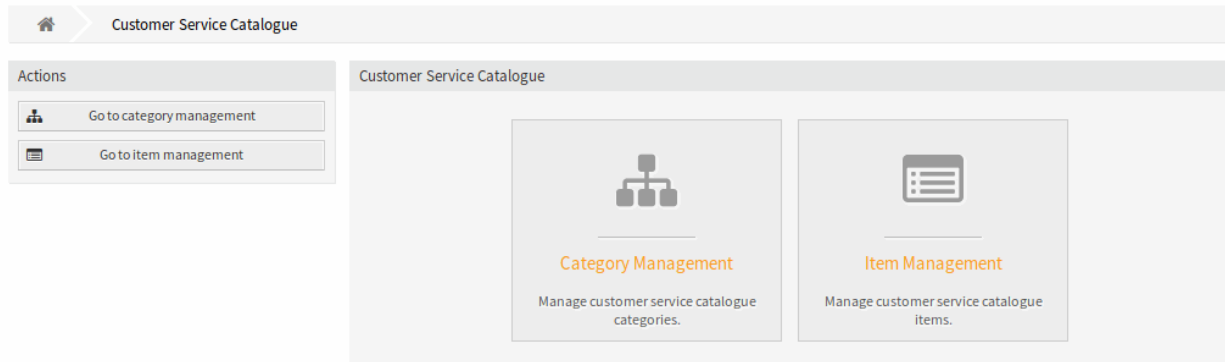 Customer Service Catalogue
Actions
Go to category management
Go to item management
Customer Service Catalogue
Category Management
Manage customer service catalogue
categories.
Item Management
Manage customer service catalogue
items.